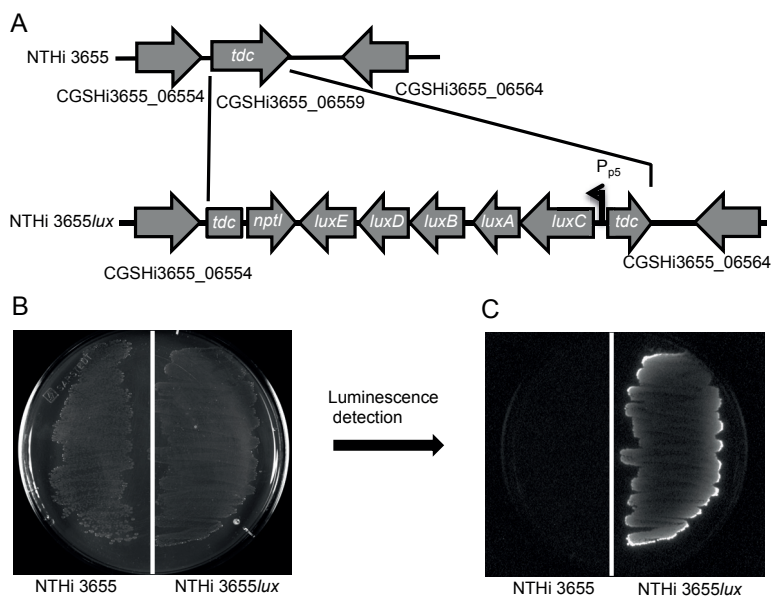 A
NTHi 3655
tdc
CGSHi3655_06554
CGSHi3655_06559
CGSHi3655_06564
P p5
NTHi 3655lux
tdc nptI luxE luxD luxB luxA luxC tdc
CGSHi3655_06554
CGSHi3655_06564
B
C
Luminescence
detection
NTHi 3655
NTHi 3655lux
NTHi 3655
NTHi 3655lux